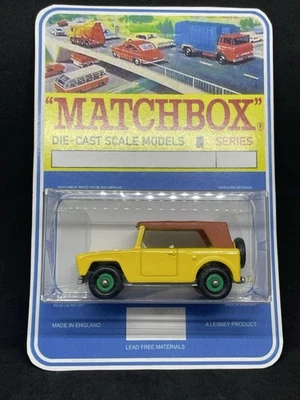 "MATCHBOX"®
DIE-CAST SCALE MODELS SERIES
MADE IN ENGLAND A LESNEY PRODUCT
LEAD FREE MATERIALS